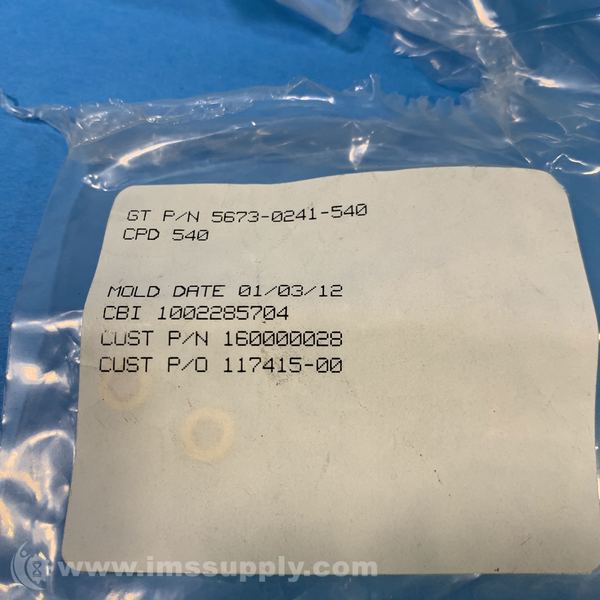 GT P/N 5673-0241-540
CPD 540
MOLD DATE 01/03/12
CBI 1002285704
CUST P/N 160000028
CUST P/O 117415-00
www.imssupply.com